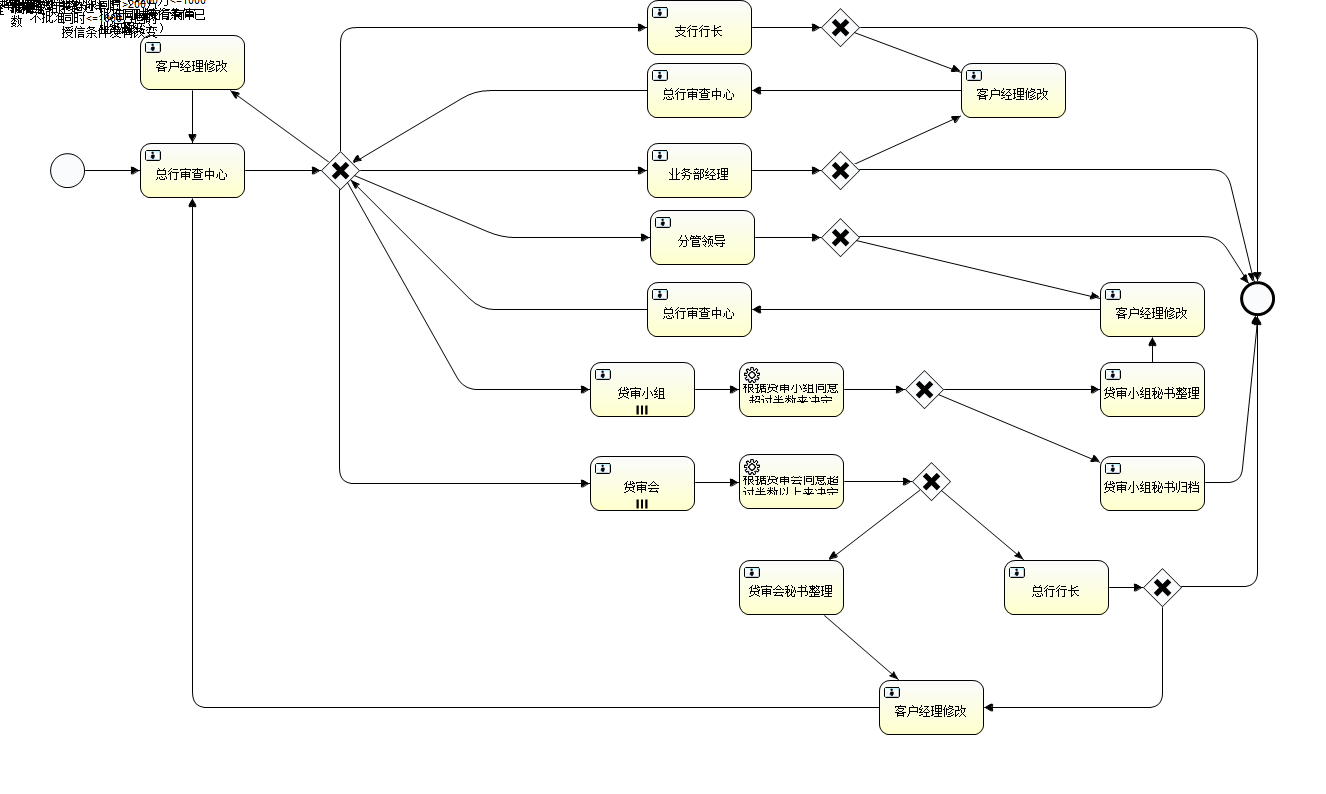 数
不批准同时<=1000
授信条件没有改变
客户经理修改
支行行长
总行审查中心
客户经理修改
总行审查中心
业务部经理
分管领导
总行审查中心
客户经理修改
贷审小组
根据贷审小组同意
超过半数来决定
贷审小组秘书整理
贷审会
根据贷审会同意超
过半数以上来决定
贷审小组秘书归档
贷审会秘书整理
总行行长
客户经理修改